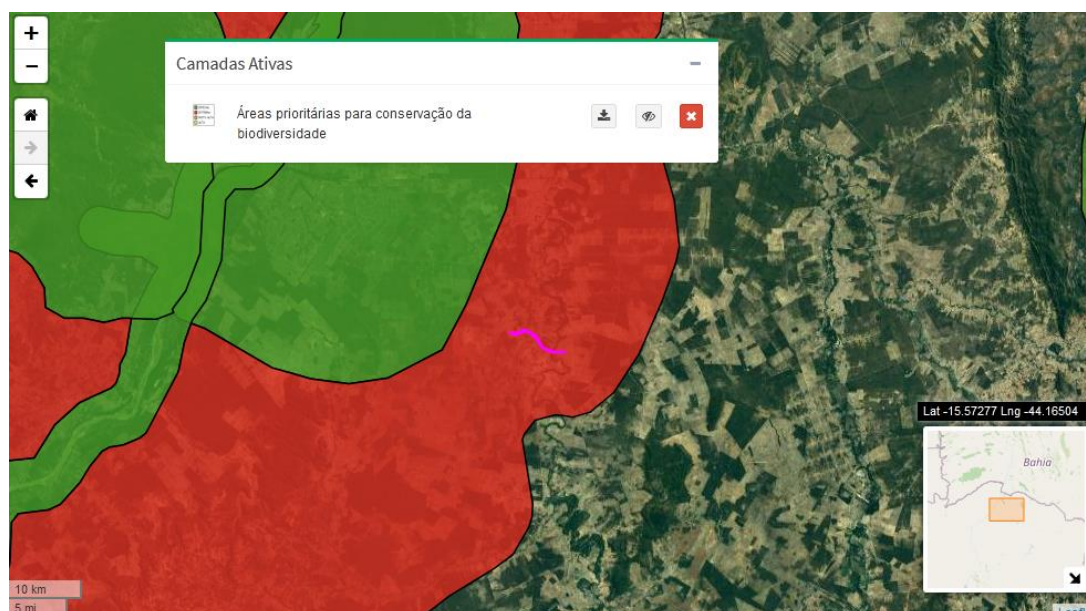 +
−
Camadas Ativas
Áreas prioritárias para conservação da
biodiversidade
Lat -15.57277 Lng -44.16504
Bahia
10 km
5 mi